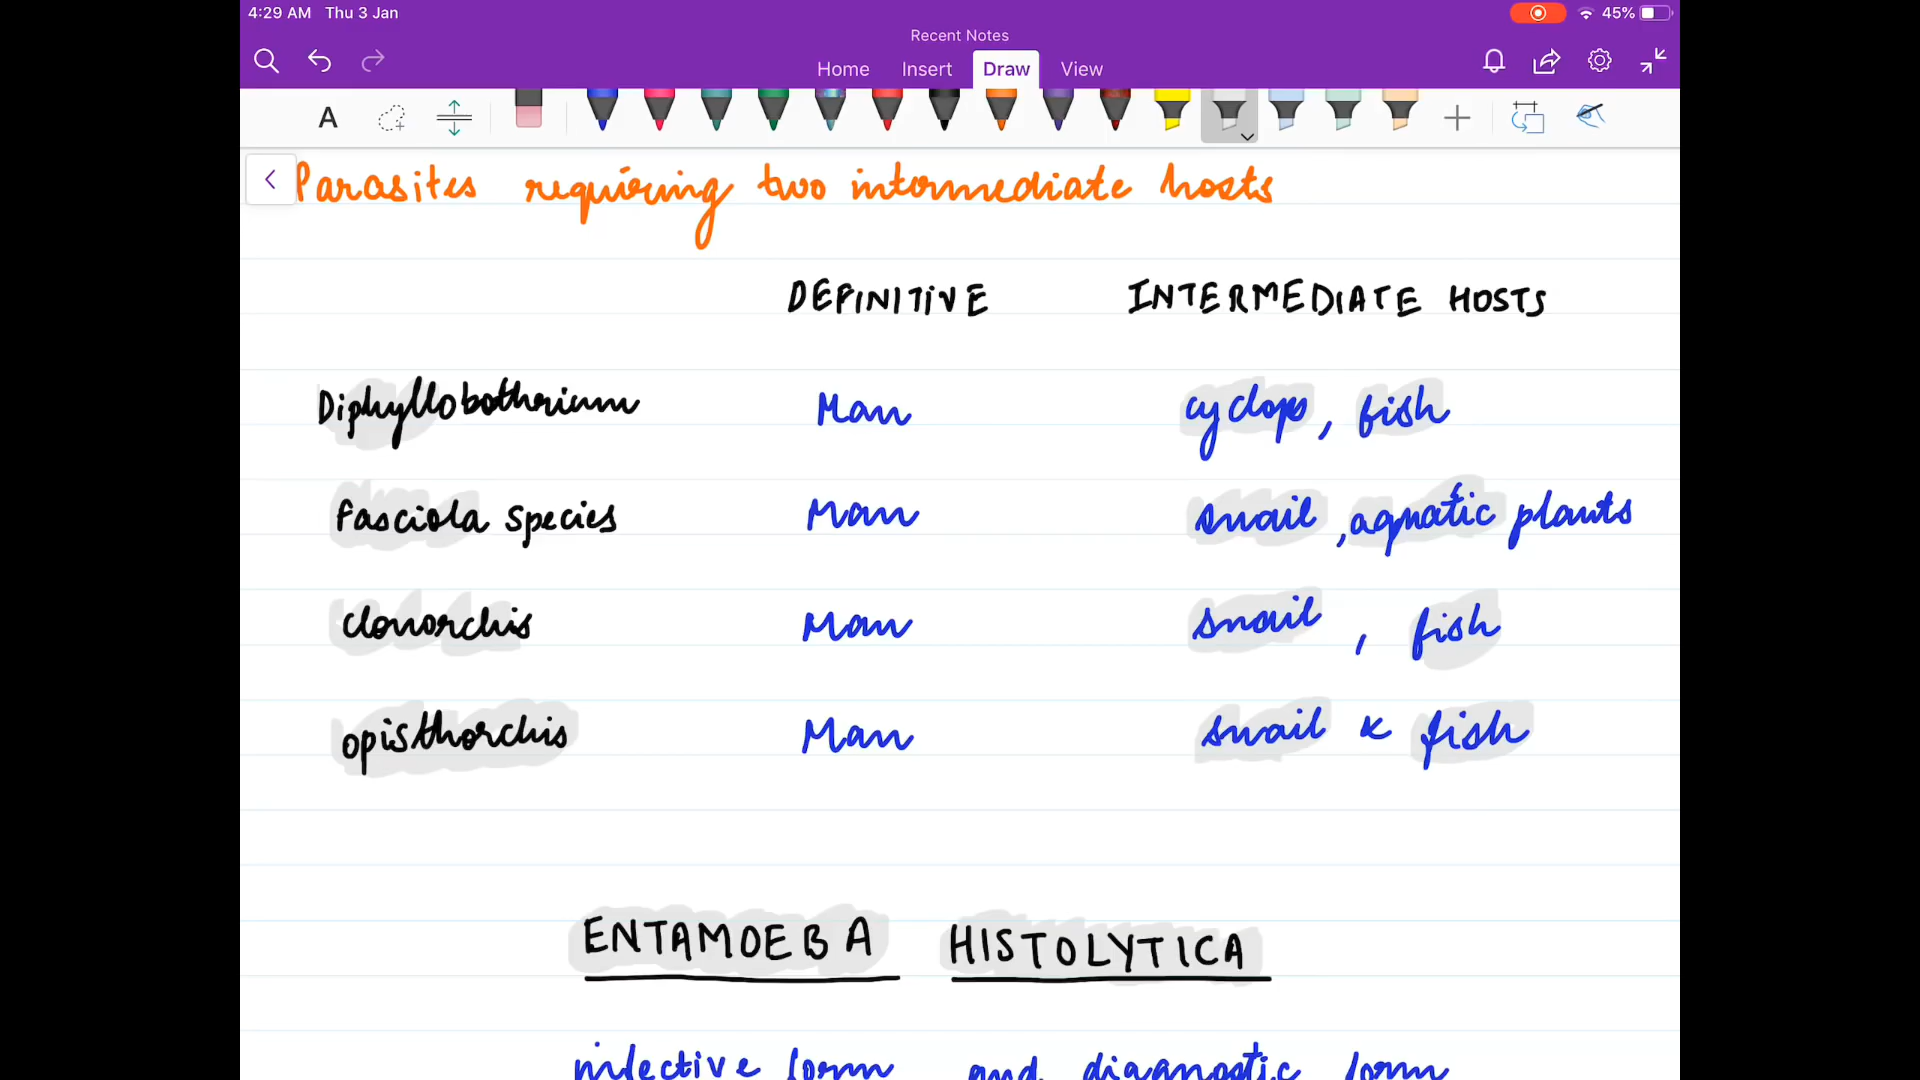 4:29 AM Thu 3 Jan 45%
Recent Notes
Home Insert Draw View
A
Parasites requiring two intermediate hosts
DEFINITIVE INTERMEDIATE HOSTS
Diphyllobothrium Man cyclops, fish
Fasciola species Man snail, aquatic plants
clonorchis Man snail, fish
opisthorchis Man snail & fish
ENTAMOEBA HISTOLYTICA
infective form and diagnostic form